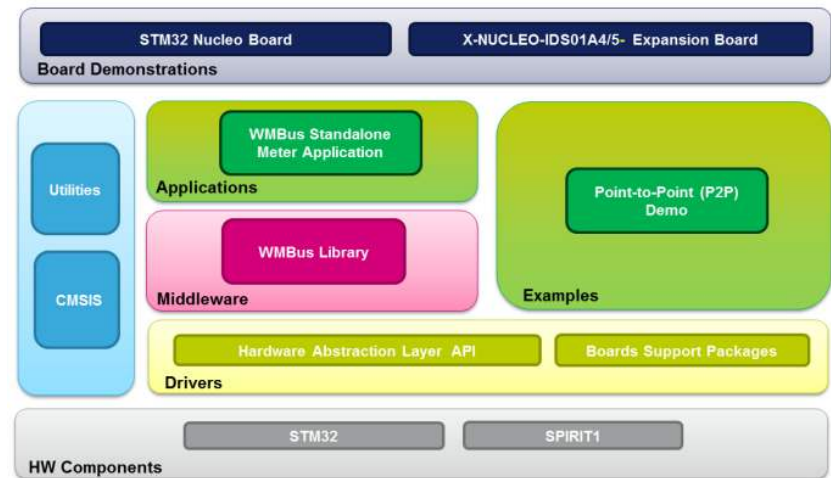 STM32 Nucleo Board
X-NUCLEO-IDS01A4/5- Expansion Board
Board Demonstrations
Utilities
CMSIS
WMBus Standalone
Meter Application
Applications
WMBus Library
Middleware
Point-to-Point (P2P)
Demo
Examples
Hardware Abstraction Layer API
Boards Support Packages
Drivers
STM32
SPIRIT1
HW Components